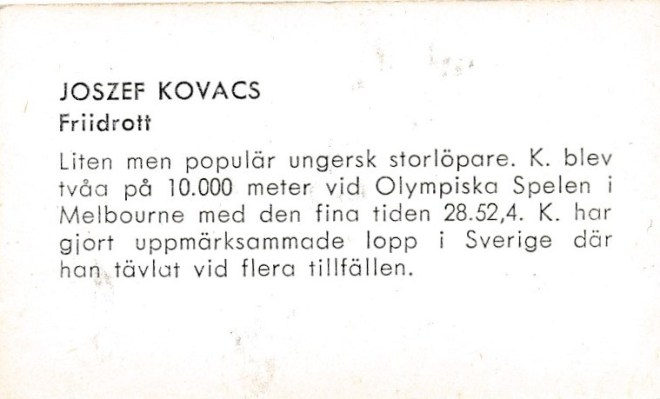 JOSZEF KOVACS
Friidrott
Liten men populär ungersk storlöpare. K. blev
tvåa på 10.000 meter vid Olympiska Spelen i
Melbourne med den fina tiden 28.52,4. K. har
gjort uppmärksammade lopp i Sverige där
han tävlat vid flera tillfällen.